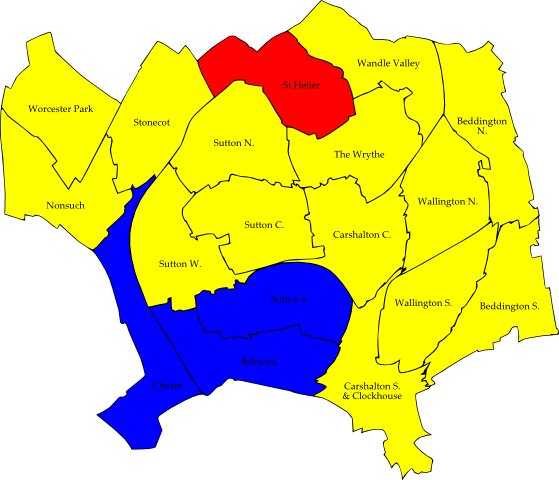 Wandle Valley
St Helier
Worcester Park
Stonecot
Beddington
N.
Sutton N.
The Wrythe
Nonsuch
Wallington N.
Sutton C.
Carshalton C.
Sutton W.
Sutton S.
Wallington S.
Beddington S.
Belmont
Cheam
Carshalton S.
& Clockhouse